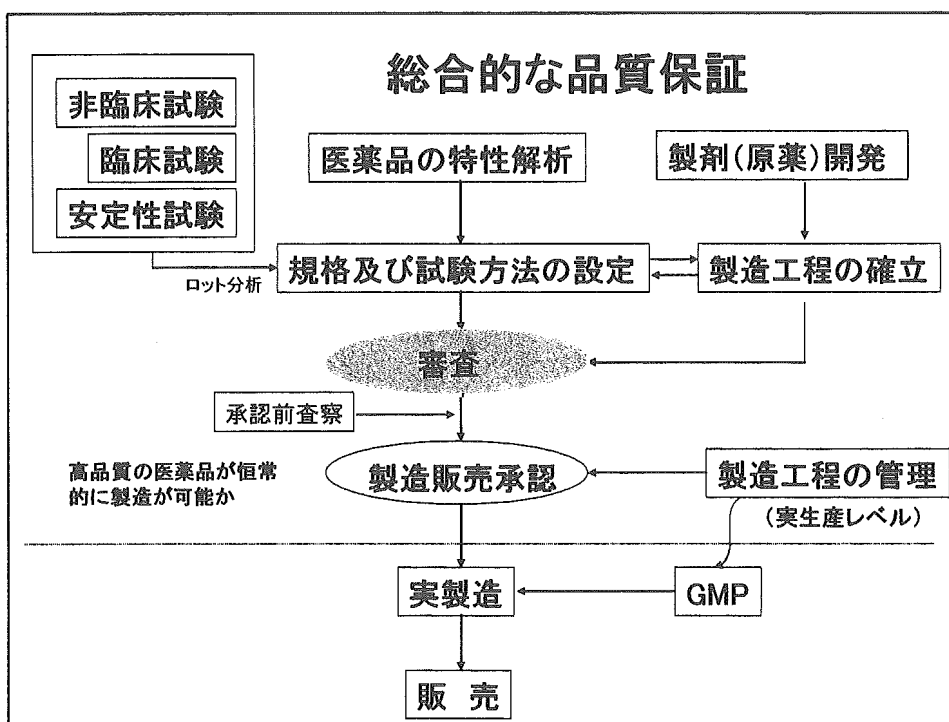 総合的な品質保証
非臨床試験
臨床試験
安定性試験
医薬品の特性解析
製剤(原薬)開発
ロット分析
規格及び試験方法の設定
製造工程の確立
審査
承認前査察
高品質の医薬品が恒常
的に製造が可能か
製造販売承認
製造工程の管理
(実生産レベル)
実製造
GMP
販 売